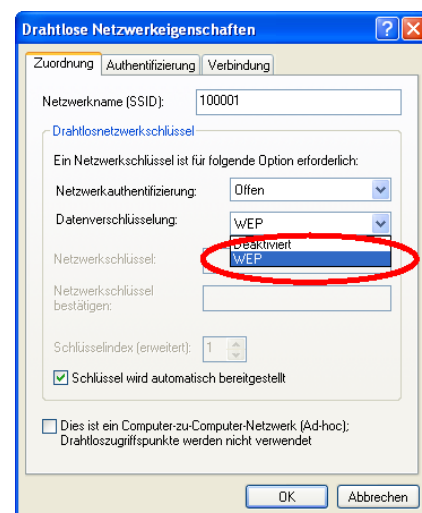 Drahtlose Netzwerkeigenschaften
Zuordnung Authentifizierung Verbindung
Netzwerkname (SSID): 100001
Drahtlosnetzwerkschlüssel
Ein Netzwerkschlüssel ist für folgende Option erforderlich:
Netzwerkauthentifizierung: Offen
Datenverschlüsselung: WEP
Deaktiviert
Netzwerkschlüssel: WEP
Netzwerkschlüssel
bestätigen:
Schlüsselindex (erweitert): 1
Schlüssel wird automatisch bereitgestellt
Dies ist ein Computer-zu-Computer-Netzwerk (Ad-hoc);
Drahtloszugriffspunkte werden nicht verwendet
OK Abbrechen